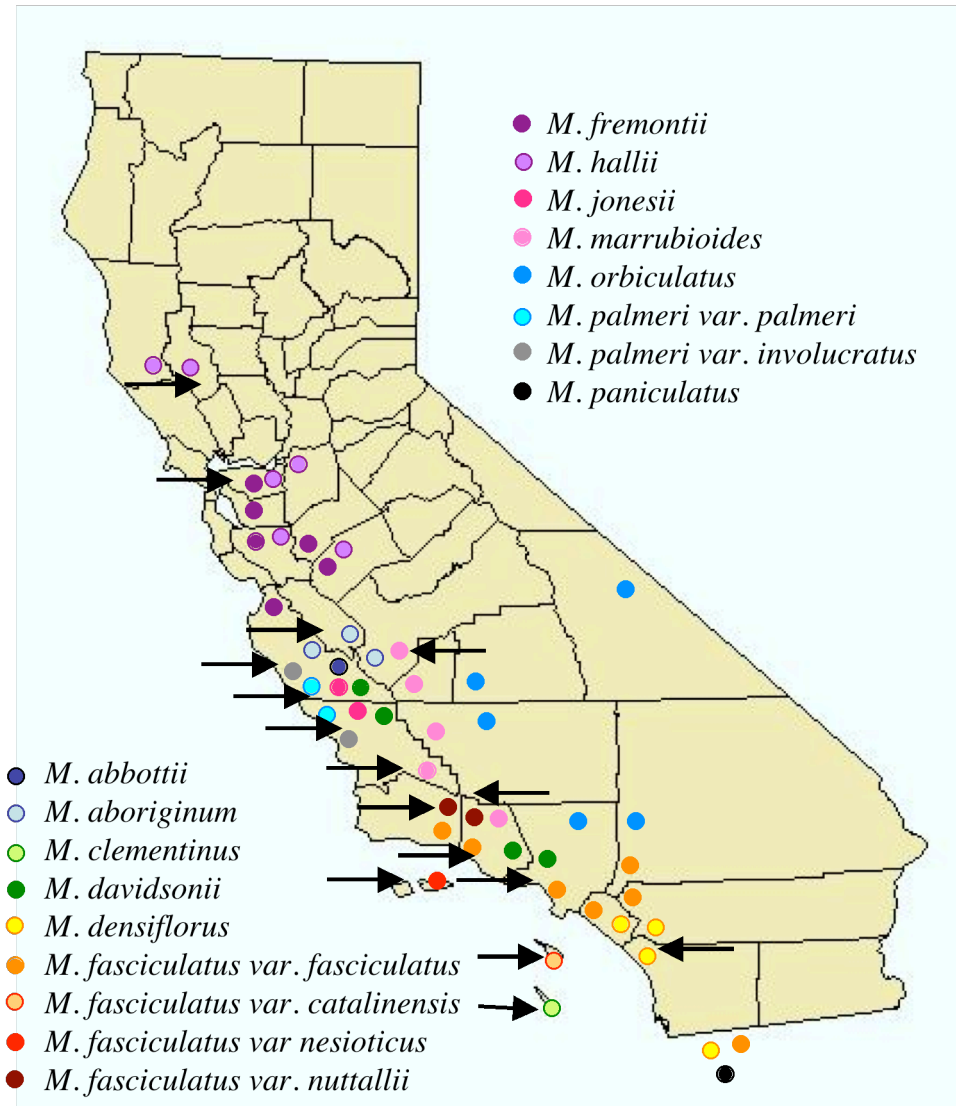 M. fremontii
M. hallii
M. jonesii
M. marrubioides
M. orbiculatus
M. palmeri var. palmeri
M. palmeri var. involucratus
M. paniculatus
M. abbottii
M. aboriginum
M. clementinus
M. davidsonii
M. densiflorus
M. fasciculatus var. fasciculatus
M. fasciculatus var. catalinensis
M. fasciculatus var nesioticus
M. fasciculatus var. nuttallii